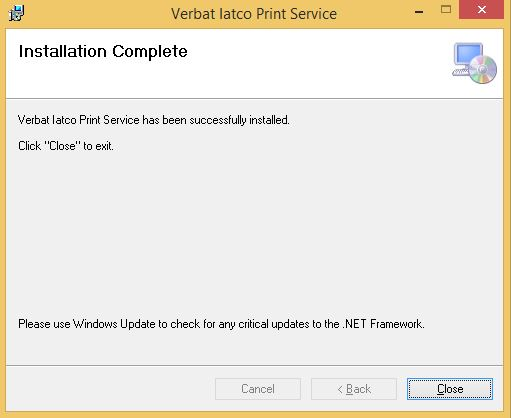 Verbat Iatco Print Service
Installation Complete
Verbat Iatco Print Service has been successfully installed.
Click "Close" to exit.
Please use Windows Update to check for any critical updates to the .NET Framework.
Cancel
< Back
Close